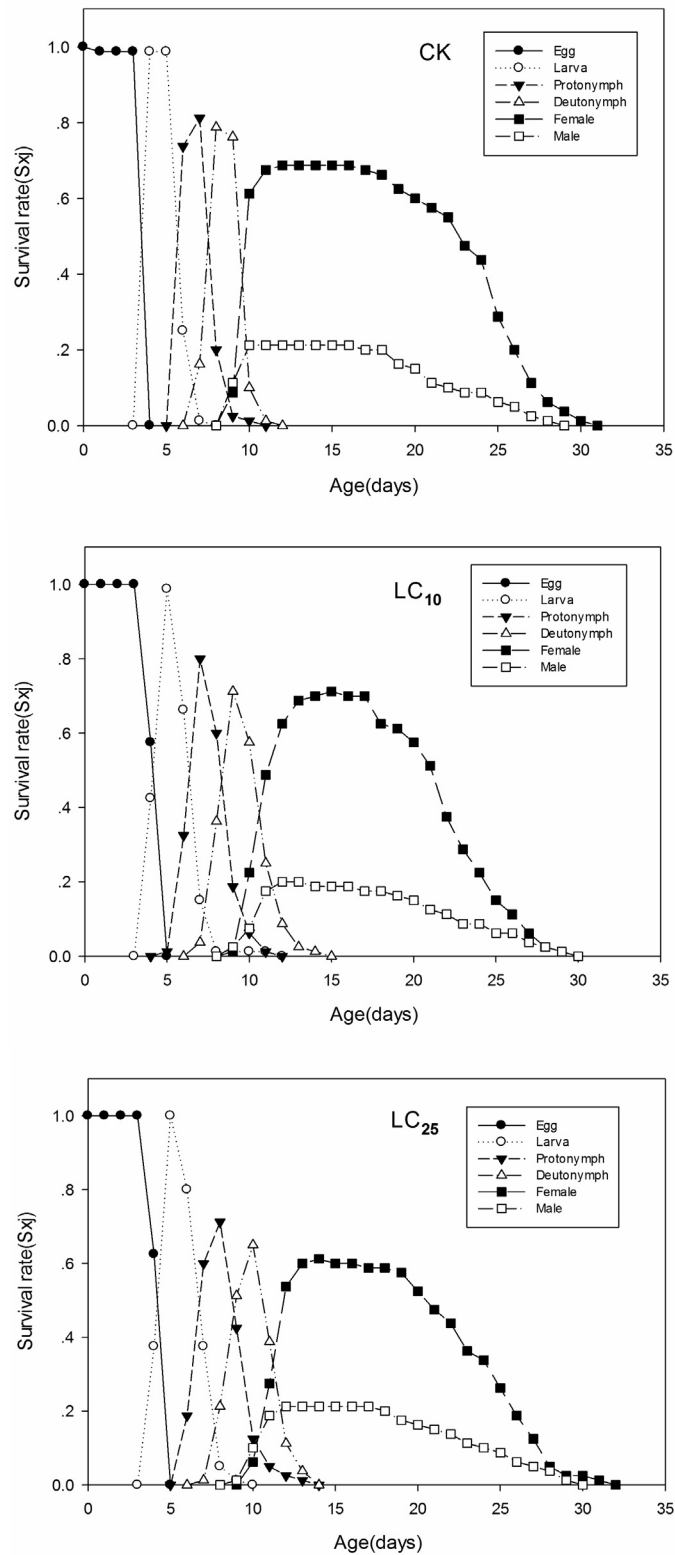 CK
Egg
Larva
Protonymph
Deutonymph
Female
Male
Survival rate(Sxj)
1.0
.8
.6
.4
.2
0.0
0 5 10 15 20 25 30 35
Age(days)
LC10
Egg
Larva
Protonymph
Deutonymph
Female
Male
Survival rate(Sxj)
1.0
.8
.6
.4
.2
0.0
0 5 10 15 20 25 30 35
Age(days)
LC25
Egg
Larva
Protonymph
Deutonymph
Female
Male
Survival rate(Sxj)
1.0
.8
.6
.4
.2
0.0
0 5 10 15 20 25 30 35
Age(days)